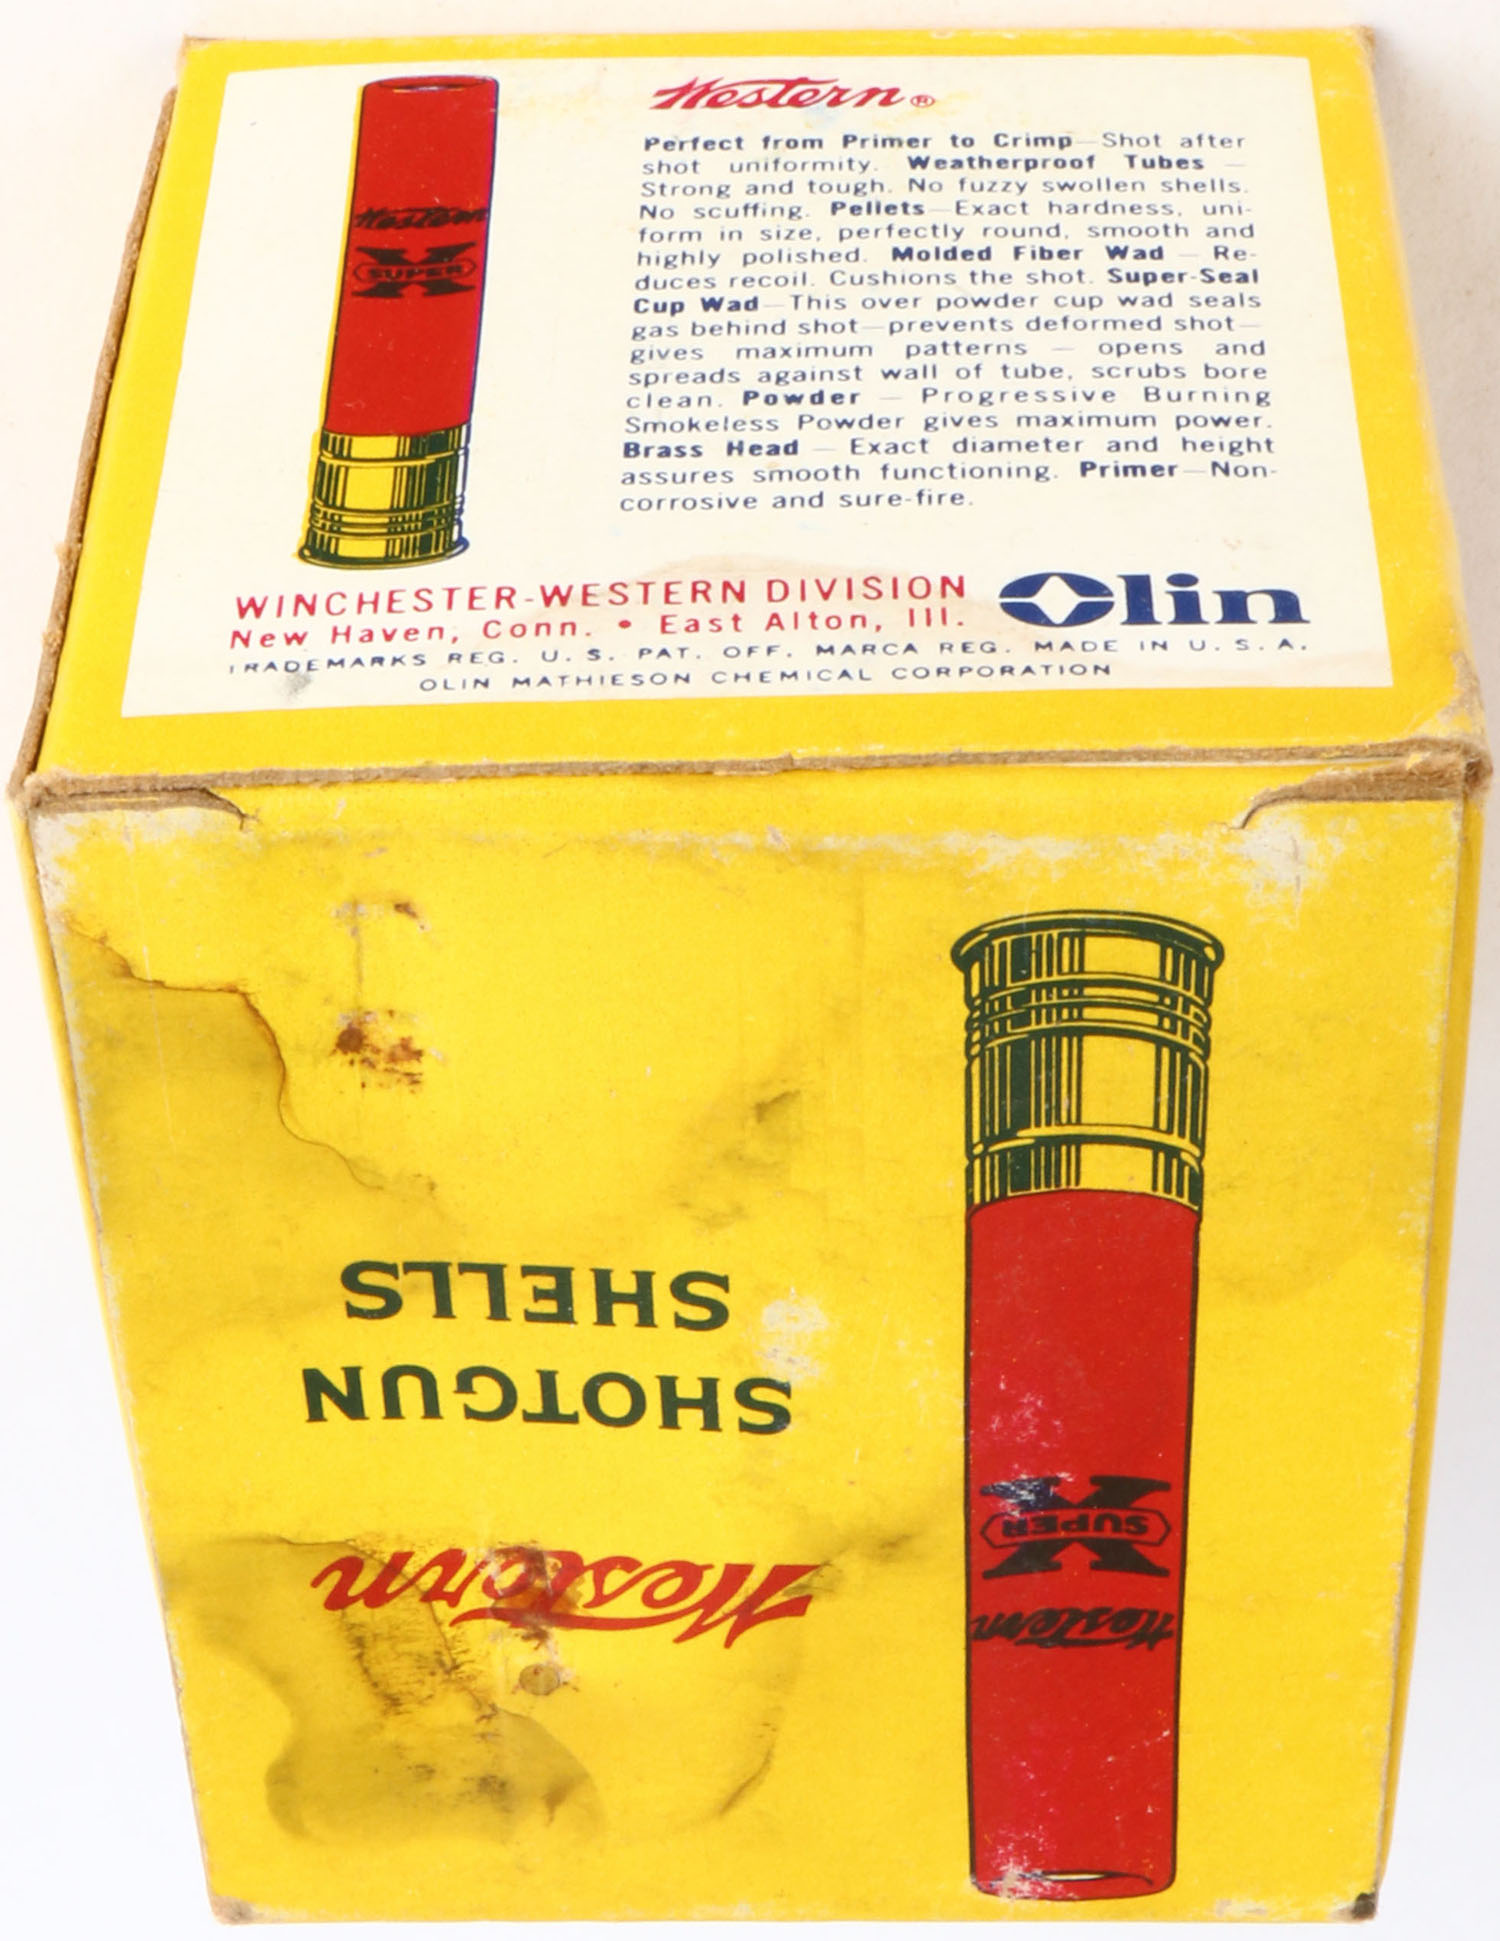 Western®
Perfect from Primer to Crimp—Shot after
shot uniformity. Weatherproof Tubes —
Strong and tough. No fuzzy swollen shells.
No scuffing. Pellets—Exact hardness, uni-
form in size, perfectly round, smooth and
highly polished. Molded Fiber Wad — Re-
duces recoil. Cushions the shot. Super-Seal
Cup Wad—This over powder cup wad seals
gas behind shot—prevents deformed shot—
gives maximum patterns — opens and
spreads against wall of tube, scrubs bore
clean. Powder — Progressive Burning
Smokeless Powder gives maximum power.
Brass Head — Exact diameter and height
assures smooth functioning. Primer—Non-
corrosive and sure-fire.
Western
SUPER X
WINCHESTER-WESTERN DIVISION
New Haven, Conn. • East Alton, Ill.
Olin
TRADEMARKS REG. U. S. PAT. OFF. MARCA REG. MADE IN U. S. A.
OLIN MATHIESON CHEMICAL CORPORATION
Western
SHOTGUN
SHELLS
Western
SUPER X